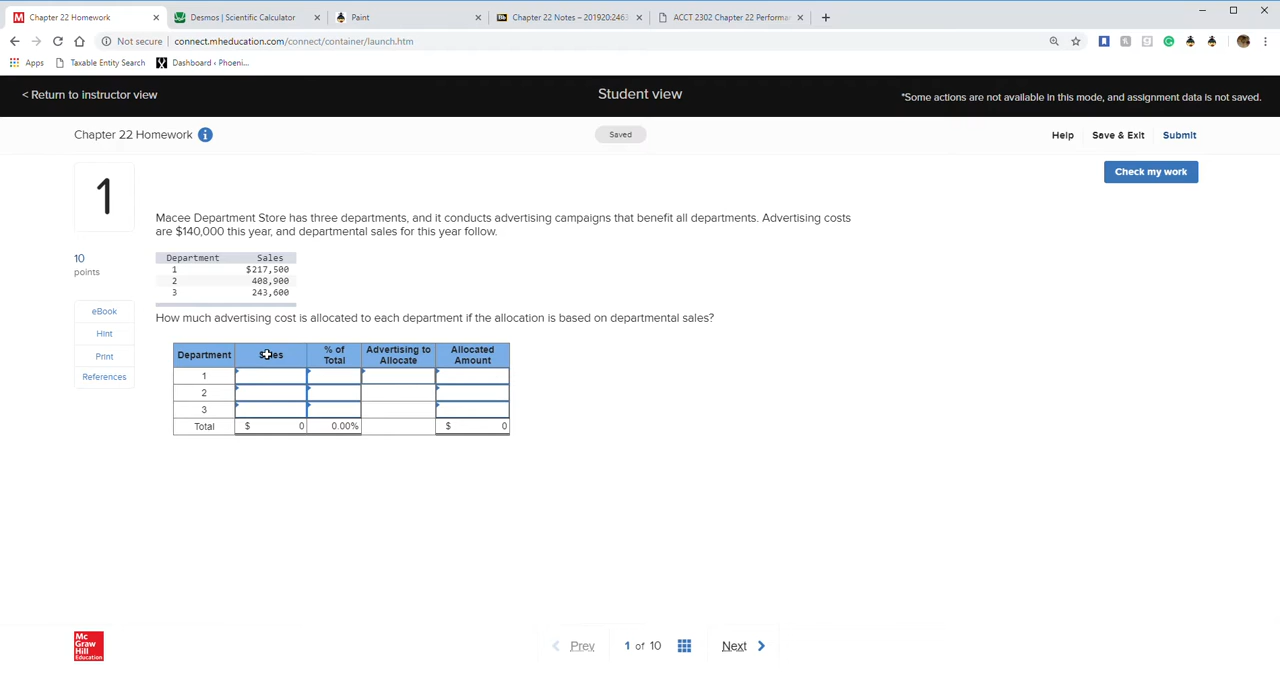 Chapter 22 Homework
Desmos | Scientific Calculator
Paint
Chapter 22 Notes – 201920:2463
ACCT 2302 Chapter 22 Performa
Not secure | connect.mheducation.com/connect/container/launch.htm
Apps Taxable Entity Search Dashboard ‹ Phoeni...
< Return to instructor view
Student view
*Some actions are not available in this mode, and assignment data is not saved.
Chapter 22 Homework
Saved
Help Save & Exit Submit
Check my work
1
10
points
eBook
Hint
Print
References
Macee Department Store has three departments, and it conducts advertising campaigns that benefit all departments. Advertising costs
are $140,000 this year, and departmental sales for this year follow.
Department Sales
1 $217,500
2 408,900
3 243,600
How much advertising cost is allocated to each department if the allocation is based on departmental sales?
Department Sales % of Total Advertising to Allocate Allocated Amount
1
2
3
Total $ 0 0.00% $ 0
Mc
Graw
Hill
Education
Prev 1 of 10 Next